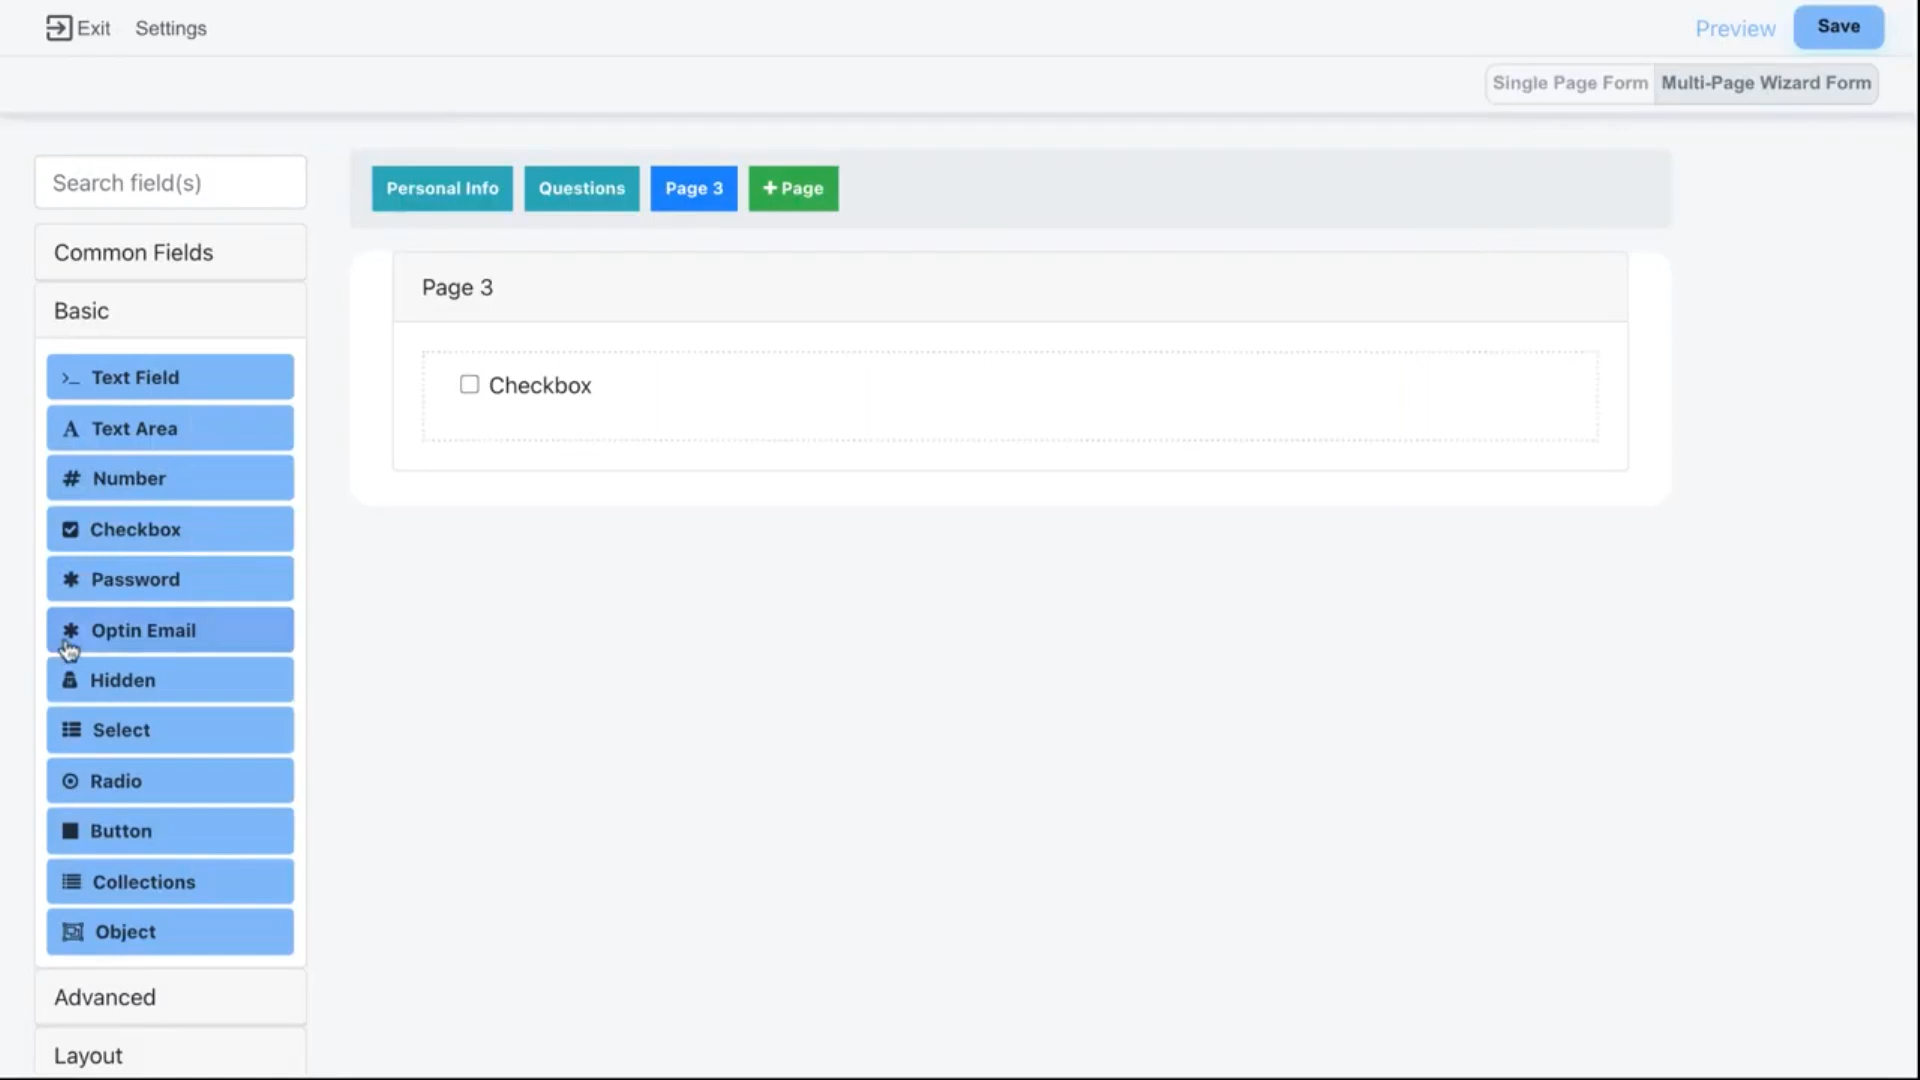 Exit Settings Preview Save
Single Page Form Multi-Page Wizard Form
Search field(s)
Common Fields
Basic
Text Field
Text Area
Number
Checkbox
Password
Optin Email
Hidden
Select
Radio
Button
Collections
Object
Advanced
Layout
Personal Info Questions Page 3 + Page
Page 3
Checkbox